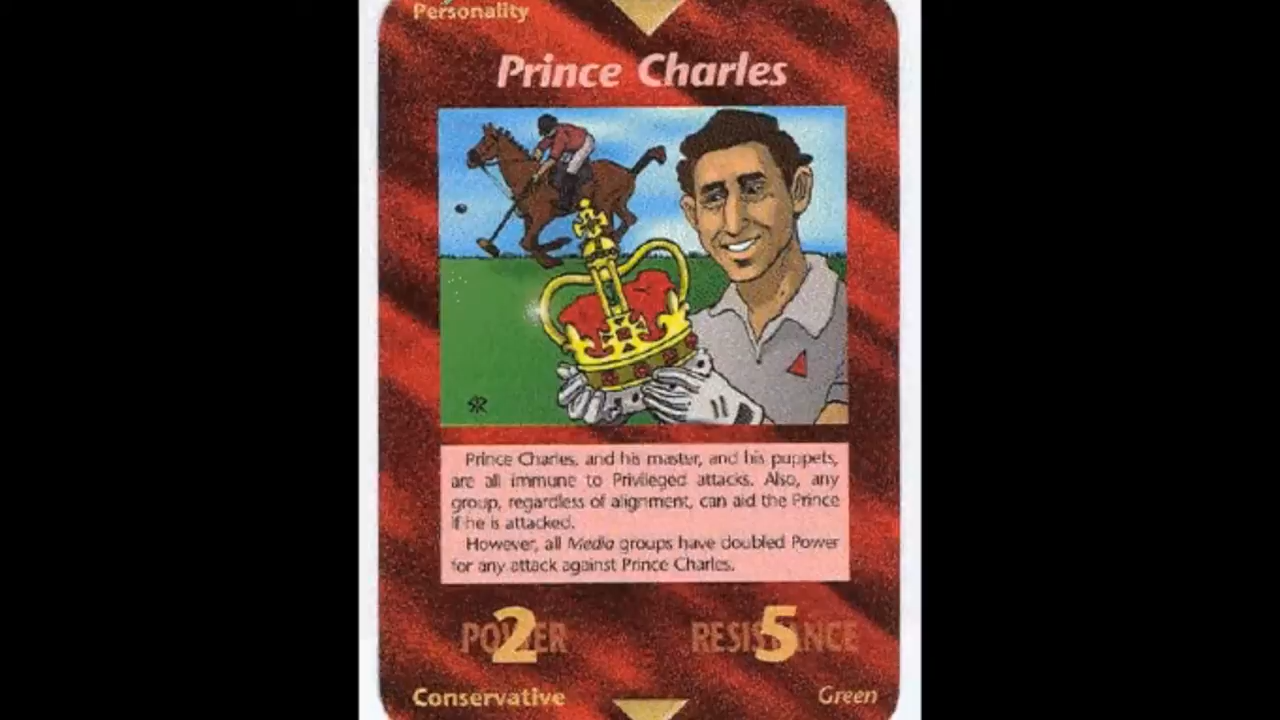 Personality
Prince Charles
SR
Prince Charles, and his master, and his puppets,
are all immune to Privileged attacks. Also, any
group, regardless of alignment, can aid the Prince
if he is attacked.
However, all Media groups have doubled Power
for any attack against Prince Charles.
POWER 2
RESISTANCE 5
Conservative
Green